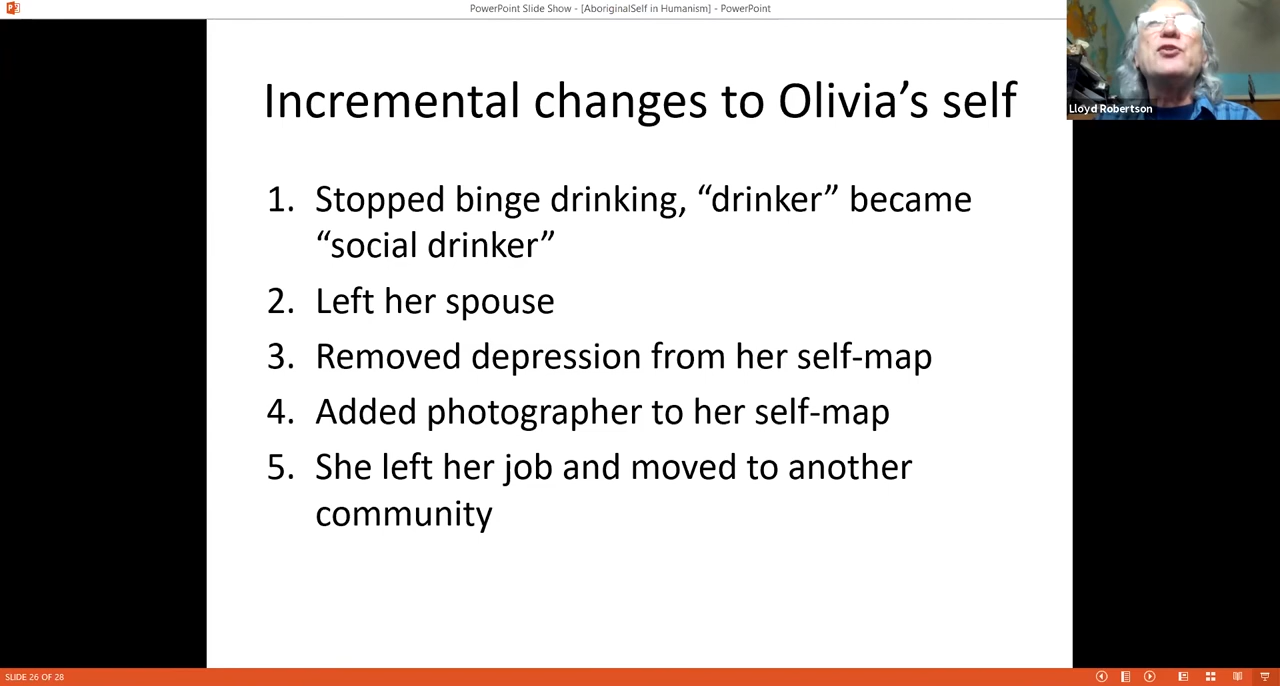 PowerPoint Slide Show - [AboriginalSelf in Humanism] - PowerPoint
Lloyd Robertson
Incremental changes to Olivia’s self
1. Stopped binge drinking, “drinker” became
“social drinker”
2. Left her spouse
3. Removed depression from her self-map
4. Added photographer to her self-map
5. She left her job and moved to another
community
SLIDE 26 OF 28